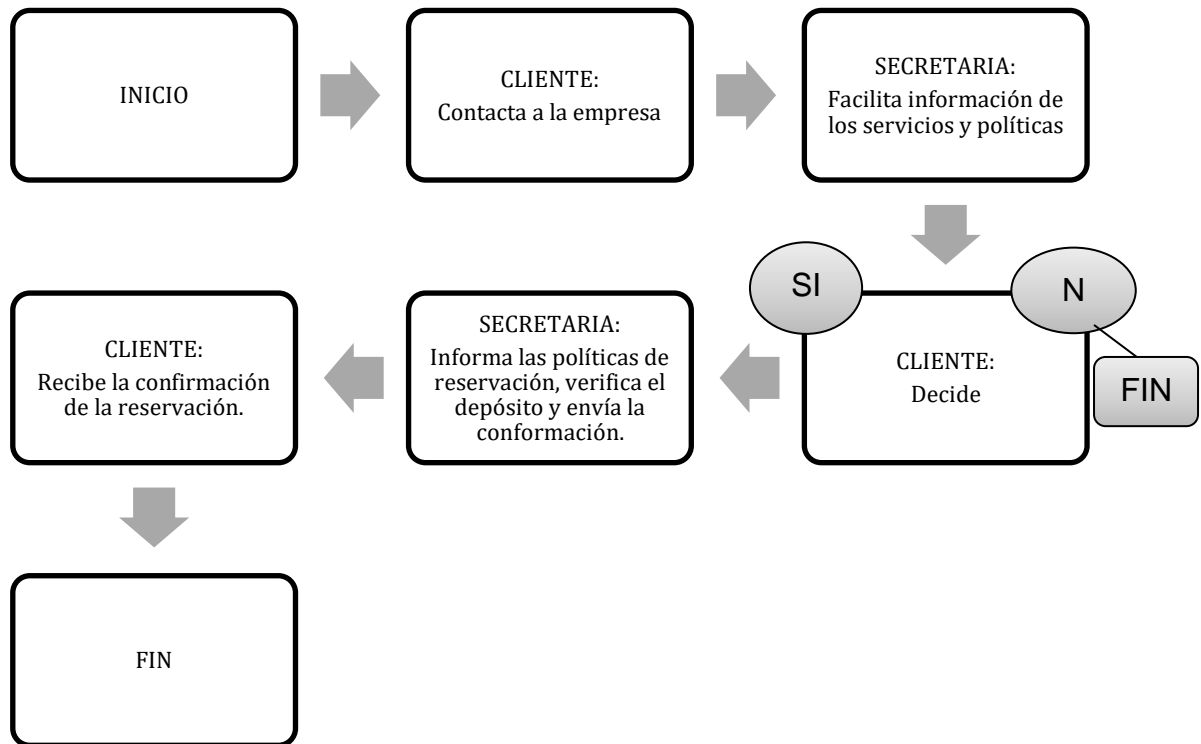 INICIO
CLIENTE:
Contacta a la empresa
SECRETARIA:
Facilita información de
los servicios y políticas
SI
N
CLIENTE:
Decide
FIN
SECRETARIA:
Informa las políticas de
reservación, verifica el
depósito y envía la
conformación.
CLIENTE:
Recibe la confirmación
de la reservación.
FIN